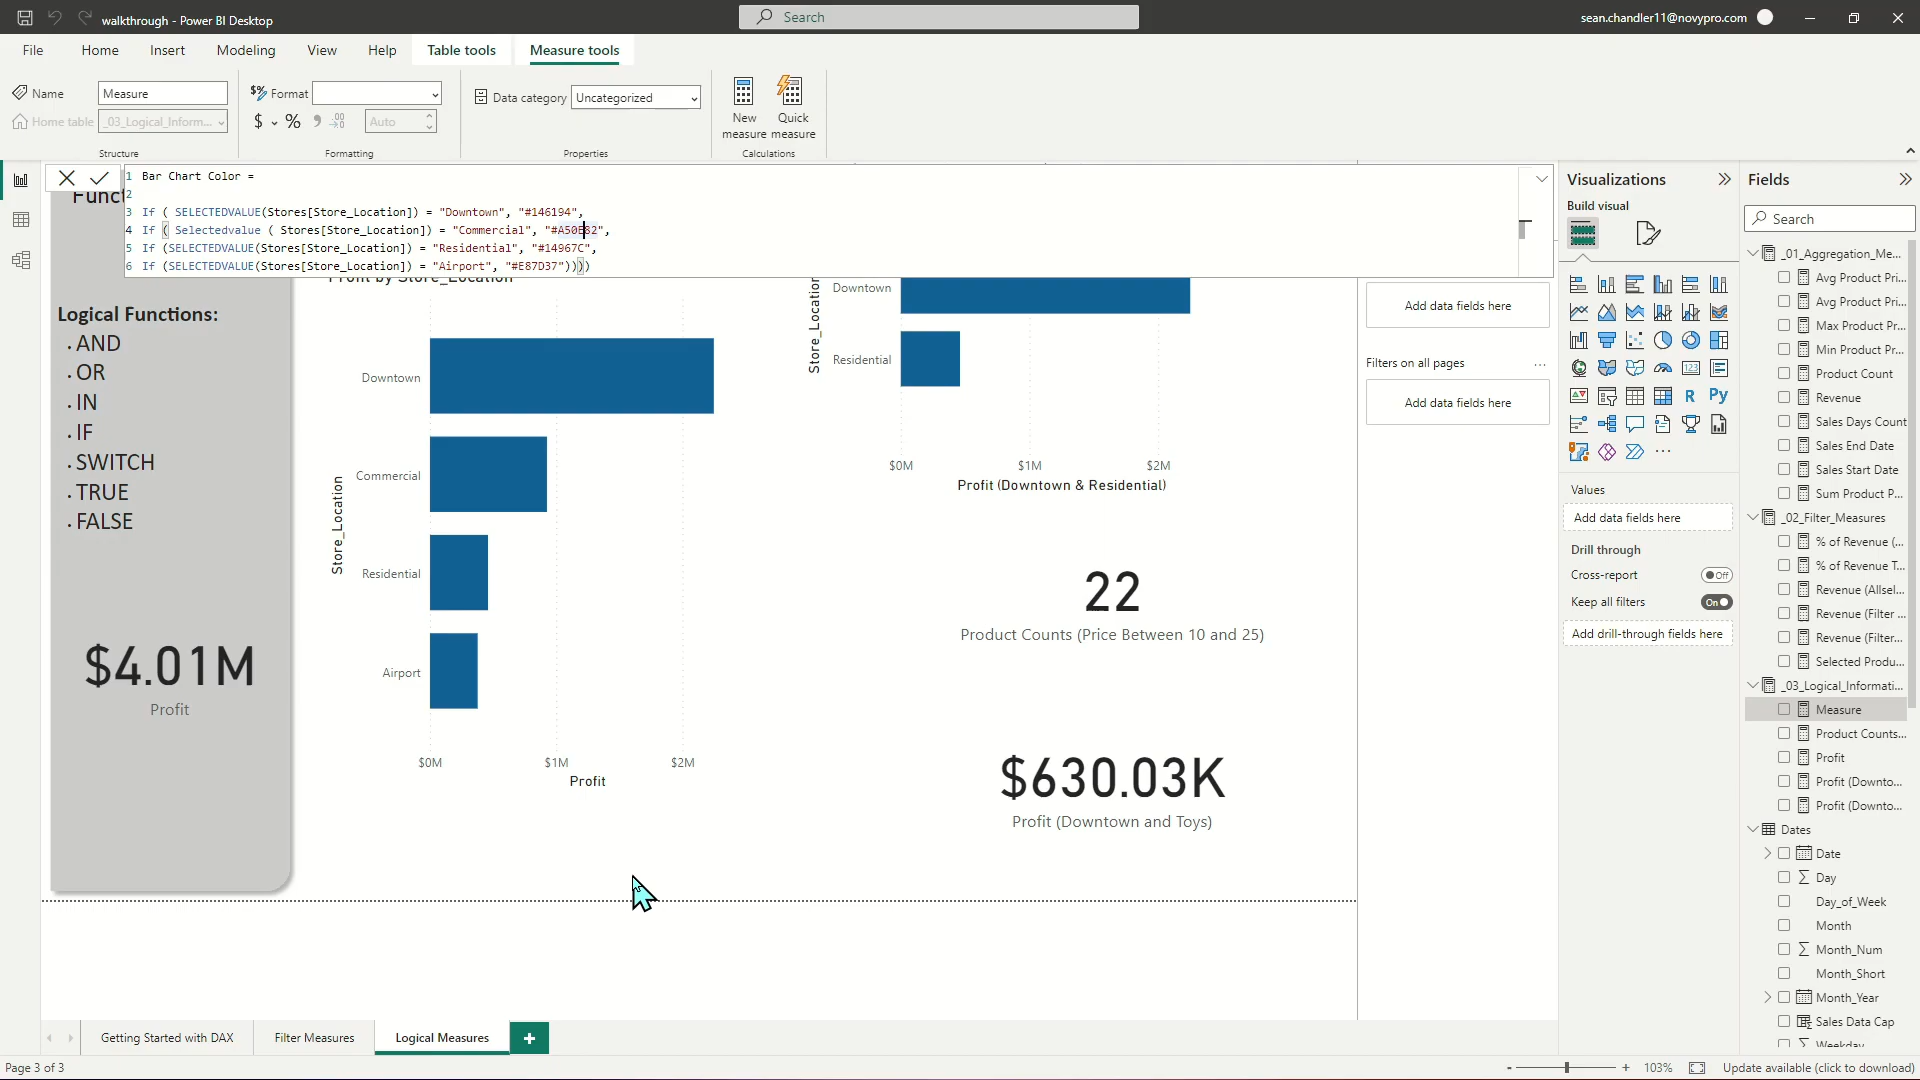 walkthrough - Power BI Desktop
Search
sean.chandler11@novypro.com
File
Home
Insert
Modeling
View
Help
Table tools
Measure tools
Name
Measure
Home table
_03_Logical_Inform...
Structure
Format
$
%
Auto
Formatting
Data category
Uncategorized
Properties
New measure
Quick measure
Calculations
1 Bar Chart Color =
2
3 If ( SELECTEDVALUE(Stores[Store_Location]) = "Downtown", "#146194",
4 If ( Selectedvalue ( Stores[Store_Location]) = "Commercial", "#A50E82",
5 If (SELECTEDVALUE(Stores[Store_Location]) = "Residential", "#14967C",
6 If (SELECTEDVALUE(Stores[Store_Location]) = "Airport", "#E87D37"))))
Logical Functions:
. AND
. OR
. IN
. IF
. SWITCH
. TRUE
. FALSE
$4.01M
Profit
Profit by Store_Location
Store_Location
Downtown
Commercial
Residential
Airport
$0M
$1M
$2M
Profit
Store_Location
Downtown
Residential
$0M
$1M
$2M
Profit (Downtown & Residential)
22
Product Counts (Price Between 10 and 25)
$630.03K
Profit (Downtown and Toys)
Add data fields here
Filters on all pages
...
Add data fields here
Visualizations
Build visual
123
R
Py
...
Values
Add data fields here
Drill through
Cross-report
Off
Keep all filters
On
Add drill-through fields here
Fields
Search
_01_Aggregation_Me...
Avg Product Pri...
Avg Product Pri...
Max Product Pr...
Min Product Pr...
Product Count
Revenue
Sales Days Count
Sales End Date
Sales Start Date
Sum Product P...
_02_Filter_Measures
% of Revenue (...
% of Revenue T...
Revenue (Allsel...
Revenue (Filter ...
Revenue (Filter...
Selected Produ...
_03_Logical_Informati...
Measure
Product Counts...
Profit
Profit (Downto...
Profit (Downto...
Dates
Date
Day
Day_of_Week
Month
Month_Num
Month_Short
Month_Year
Sales Data Cap
Weekday
Getting Started with DAX
Filter Measures
Logical Measures
+
Page 3 of 3
- + 103%
Update available (click to download)